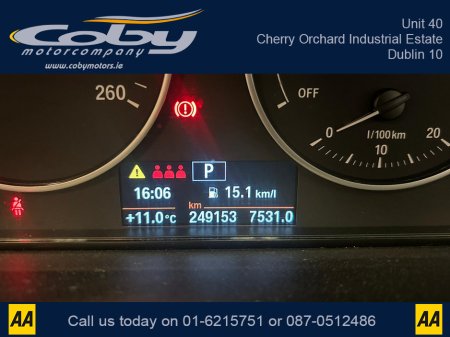 Coby
motorcompany
www.cobymotors.ie
Unit 40
Cherry Orchard Industrial Estate
Dublin 10
260
OFF
0
10
20
l/100km
P
16:06
15.1 km/l
km
+11.0°C 249153 7531.0
AA
Call us today on 01-6215751 or 087-0512486
AA